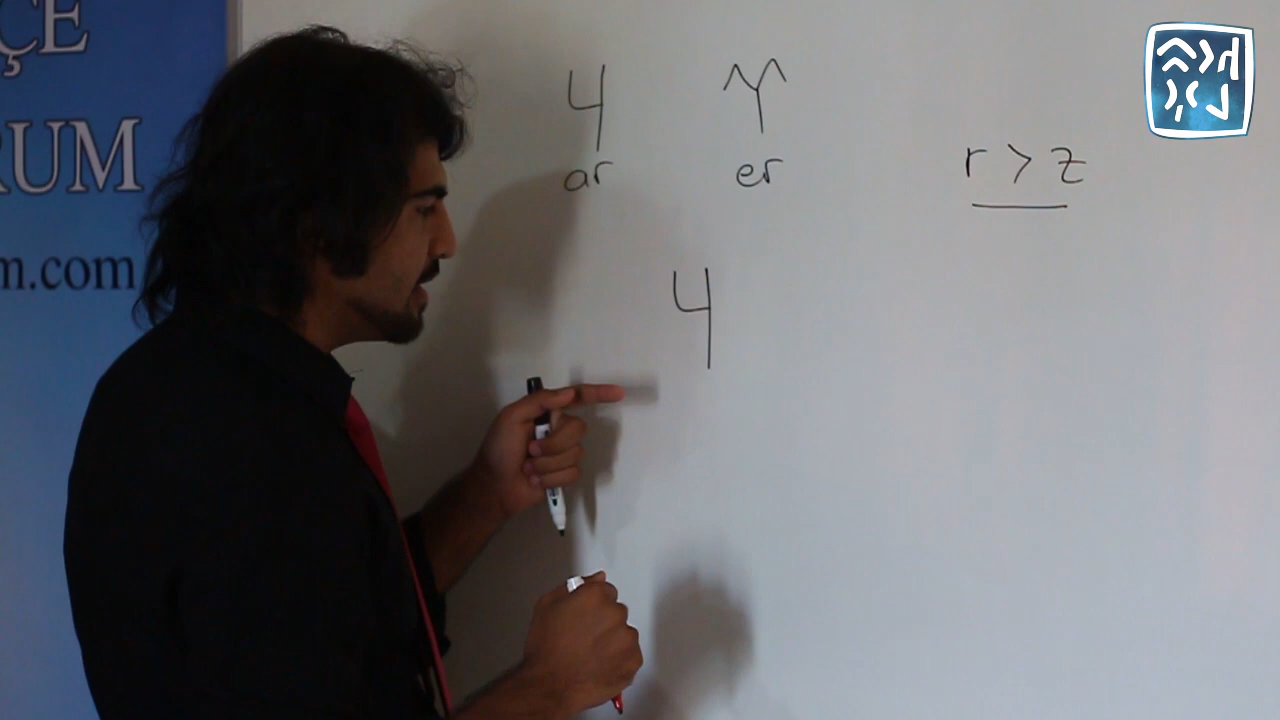 ÇE
RUM
m.com
𐰺 𐰼
ar er
r > z
𐰺